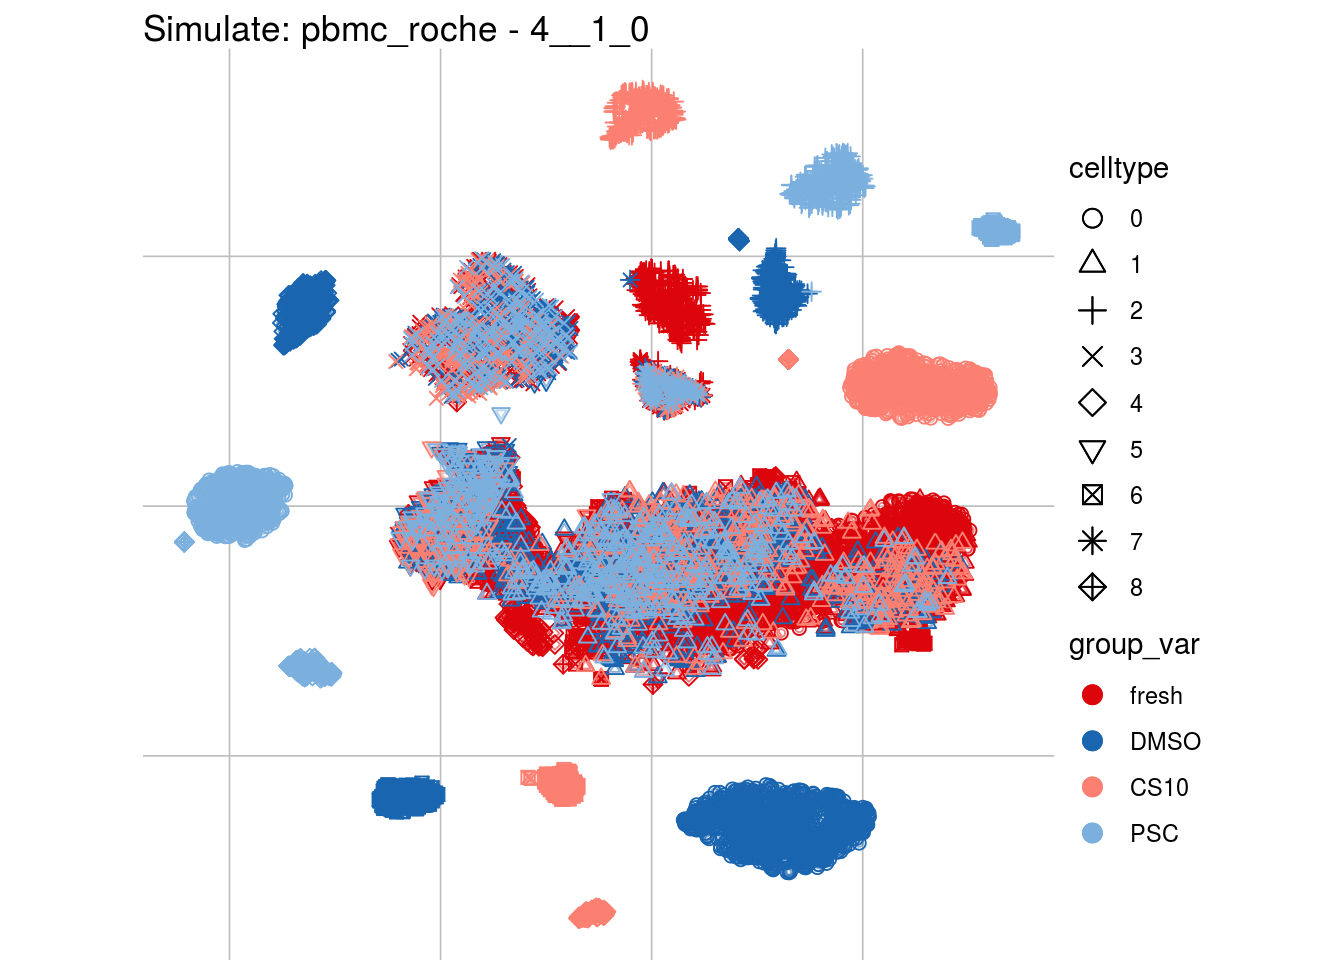 Simulate: pbmc_roche - 4__1_0
celltype
0
1
2
3
4
5
6
7
8
group_var
fresh
DMSO
CS10
PSC